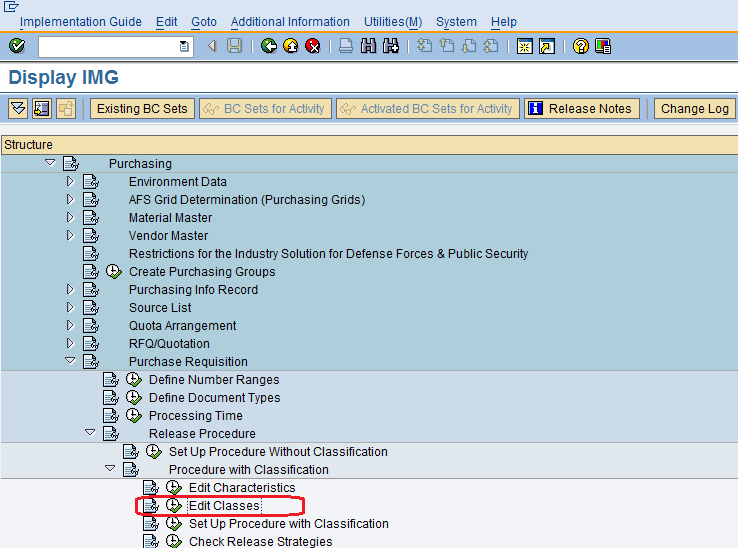 Implementation Guide Edit Goto Additional Information Utilities(M) System Help
Display IMG
Existing BC Sets BC Sets for Activity Activated BC Sets for Activity Release Notes Change Log
Structure
Purchasing
Environment Data
AFS Grid Determination (Purchasing Grids)
Material Master
Vendor Master
Restrictions for the Industry Solution for Defense Forces & Public Security
Create Purchasing Groups
Purchasing Info Record
Source List
Quota Arrangement
RFQ/Quotation
Purchase Requisition
Define Number Ranges
Define Document Types
Processing Time
Release Procedure
Set Up Procedure Without Classification
Procedure with Classification
Edit Characteristics
Edit Classes
Set Up Procedure with Classification
Check Release Strategies